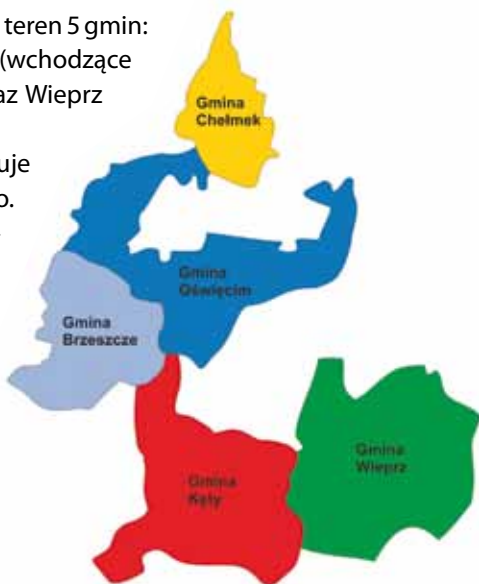 teren 5 gmin:
(wchodzące
az Wieprz
uje
o.
Gmina
Chełmek
Gmina
Oświęcim
Gmina
Brzeszcze
Gmina
Kęty
Gmina
Wieprz